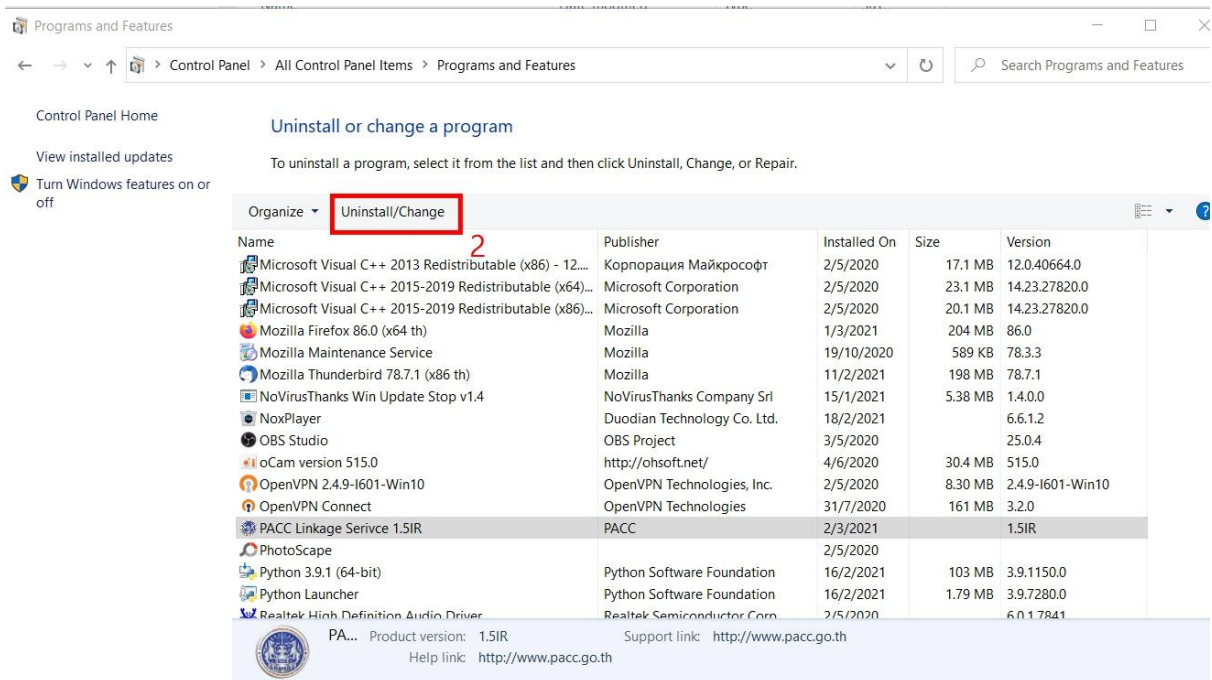 Programs and Features
Control Panel > All Control Panel Items > Programs and Features
Search Programs and Features
Control Panel Home
View installed updates
Turn Windows features on or
off
Uninstall or change a program
To uninstall a program, select it from the list and then click Uninstall, Change, or Repair.
Organize Uninstall/Change
2
Name Publisher Installed On Size Version
Microsoft Visual C++ 2013 Redistributable (x86) - 12.... Корпорация Майкрософт 2/5/2020 17.1 MB 12.0.40664.0
Microsoft Visual C++ 2015-2019 Redistributable (x64)... Microsoft Corporation 2/5/2020 23.1 MB 14.23.27820.0
Microsoft Visual C++ 2015-2019 Redistributable (x86)... Microsoft Corporation 2/5/2020 20.1 MB 14.23.27820.0
Mozilla Firefox 86.0 (x64 th) Mozilla 1/3/2021 204 MB 86.0
Mozilla Maintenance Service Mozilla 19/10/2020 589 KB 78.3.3
Mozilla Thunderbird 78.7.1 (x86 th) Mozilla 11/2/2021 198 MB 78.7.1
NoVirusThanks Win Update Stop v1.4 NoVirusThanks Company Srl 15/1/2021 5.38 MB 1.4.0.0
NoxPlayer Duodian Technology Co. Ltd. 18/2/2021 6.6.1.2
OBS Studio OBS Project 3/5/2020 25.0.4
oCam version 515.0 http://ohsoft.net/ 4/6/2020 30.4 MB 515.0
OpenVPN 2.4.9-I601-Win10 OpenVPN Technologies, Inc. 2/5/2020 8.30 MB 2.4.9-I601-Win10
OpenVPN Connect OpenVPN Technologies 31/7/2020 161 MB 3.2.0
PACC Linkage Serivce 1.5IR PACC 2/3/2021 1.5IR
PhotoScape 2/5/2020
Python 3.9.1 (64-bit) Python Software Foundation 16/2/2021 103 MB 3.9.1150.0
Python Launcher Python Software Foundation 16/2/2021 1.79 MB 3.9.7280.0
Realtek High Definition Audio Driver Realtek Semiconductor Corp. 2/5/2020 6.0.1.7841
PA... Product version: 1.5IR Support link: http://www.pacc.go.th
Help link: http://www.pacc.go.th